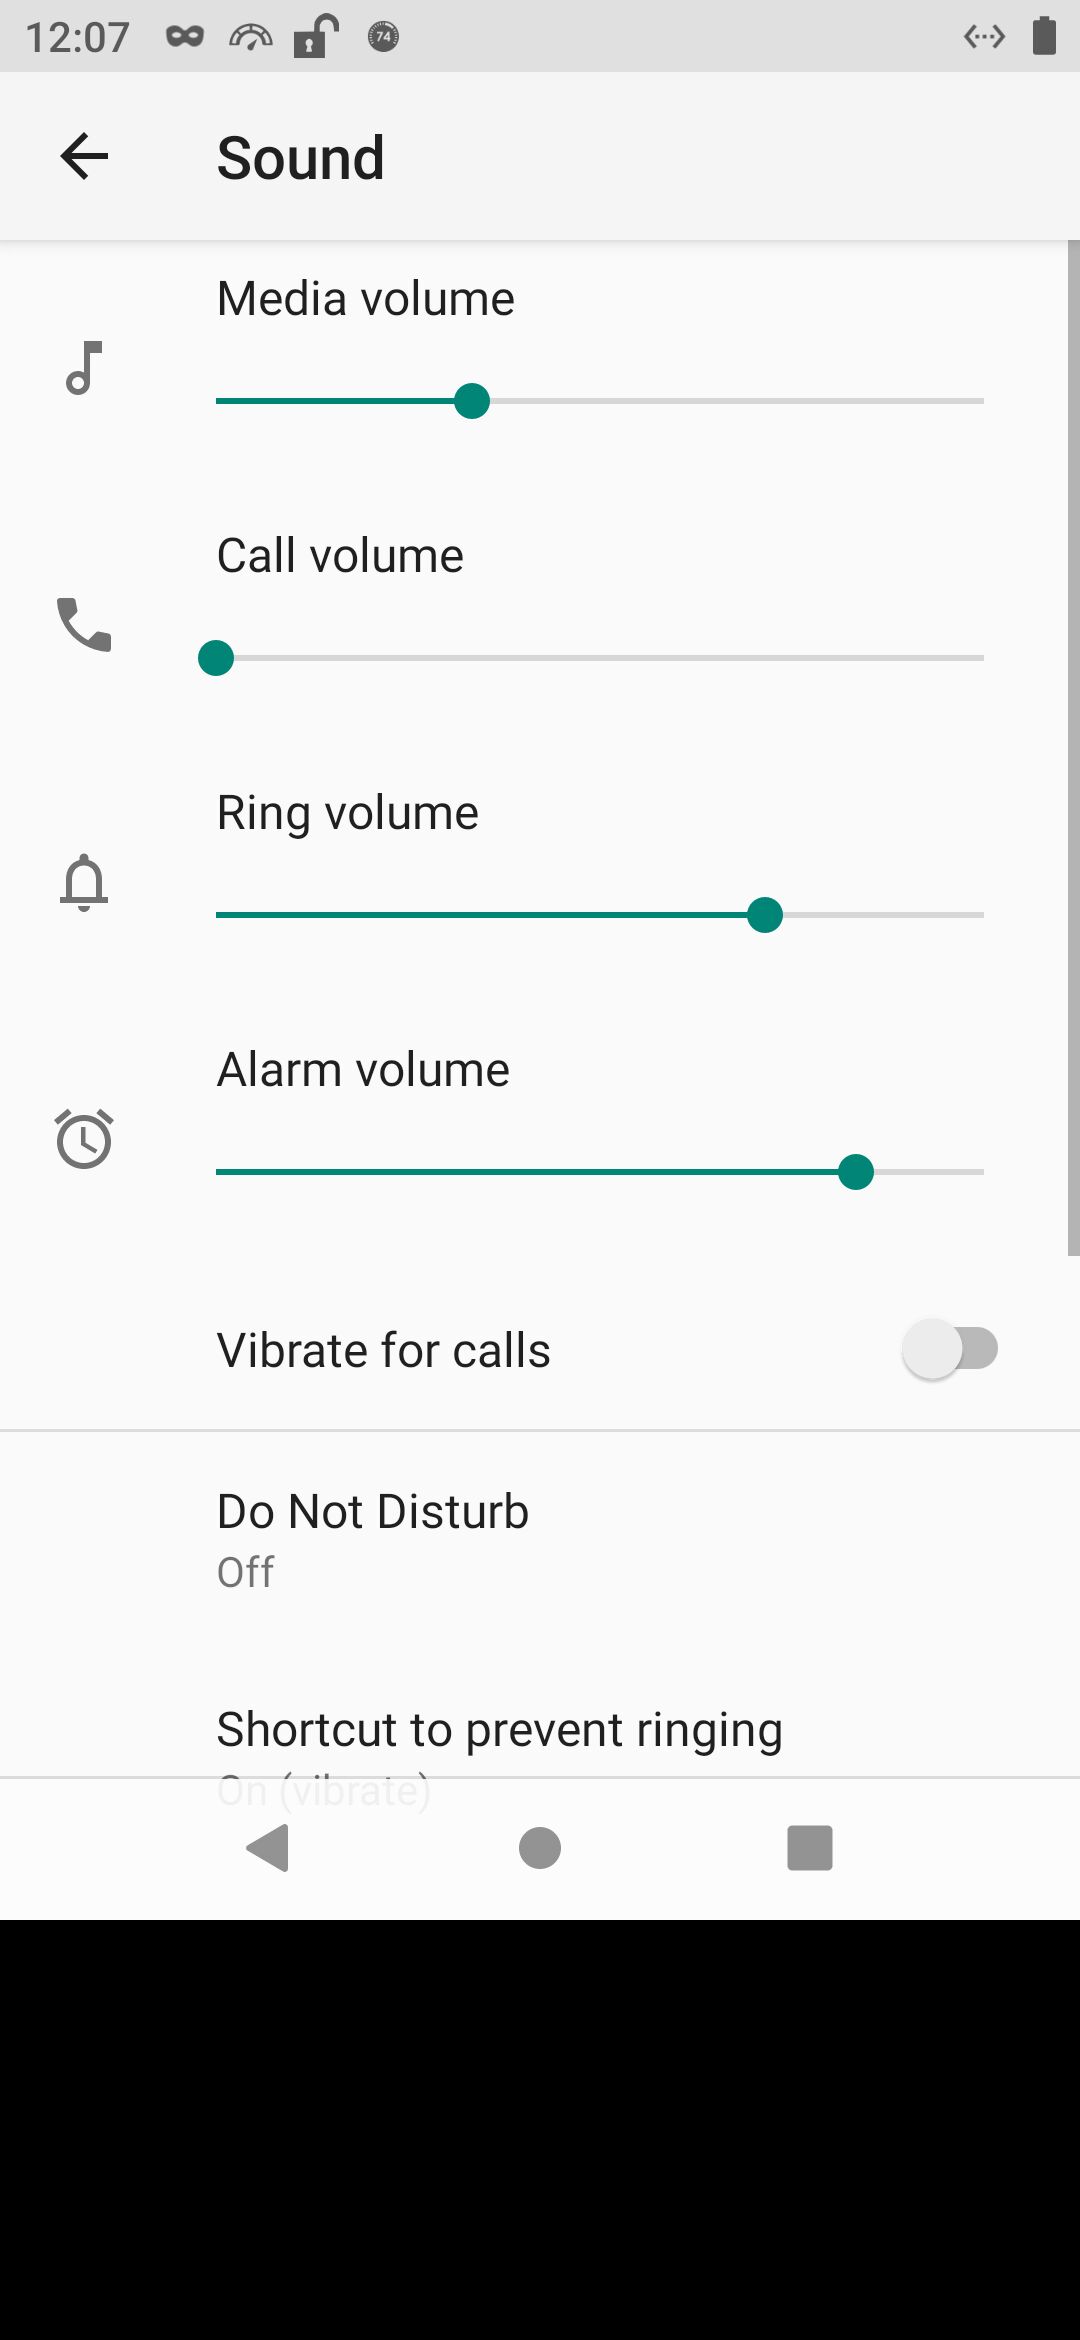 12:07 74
Sound
Media volume
Call volume
Ring volume
Alarm volume
Vibrate for calls
Do Not Disturb
Off
Shortcut to prevent ringing
On (vibrate)